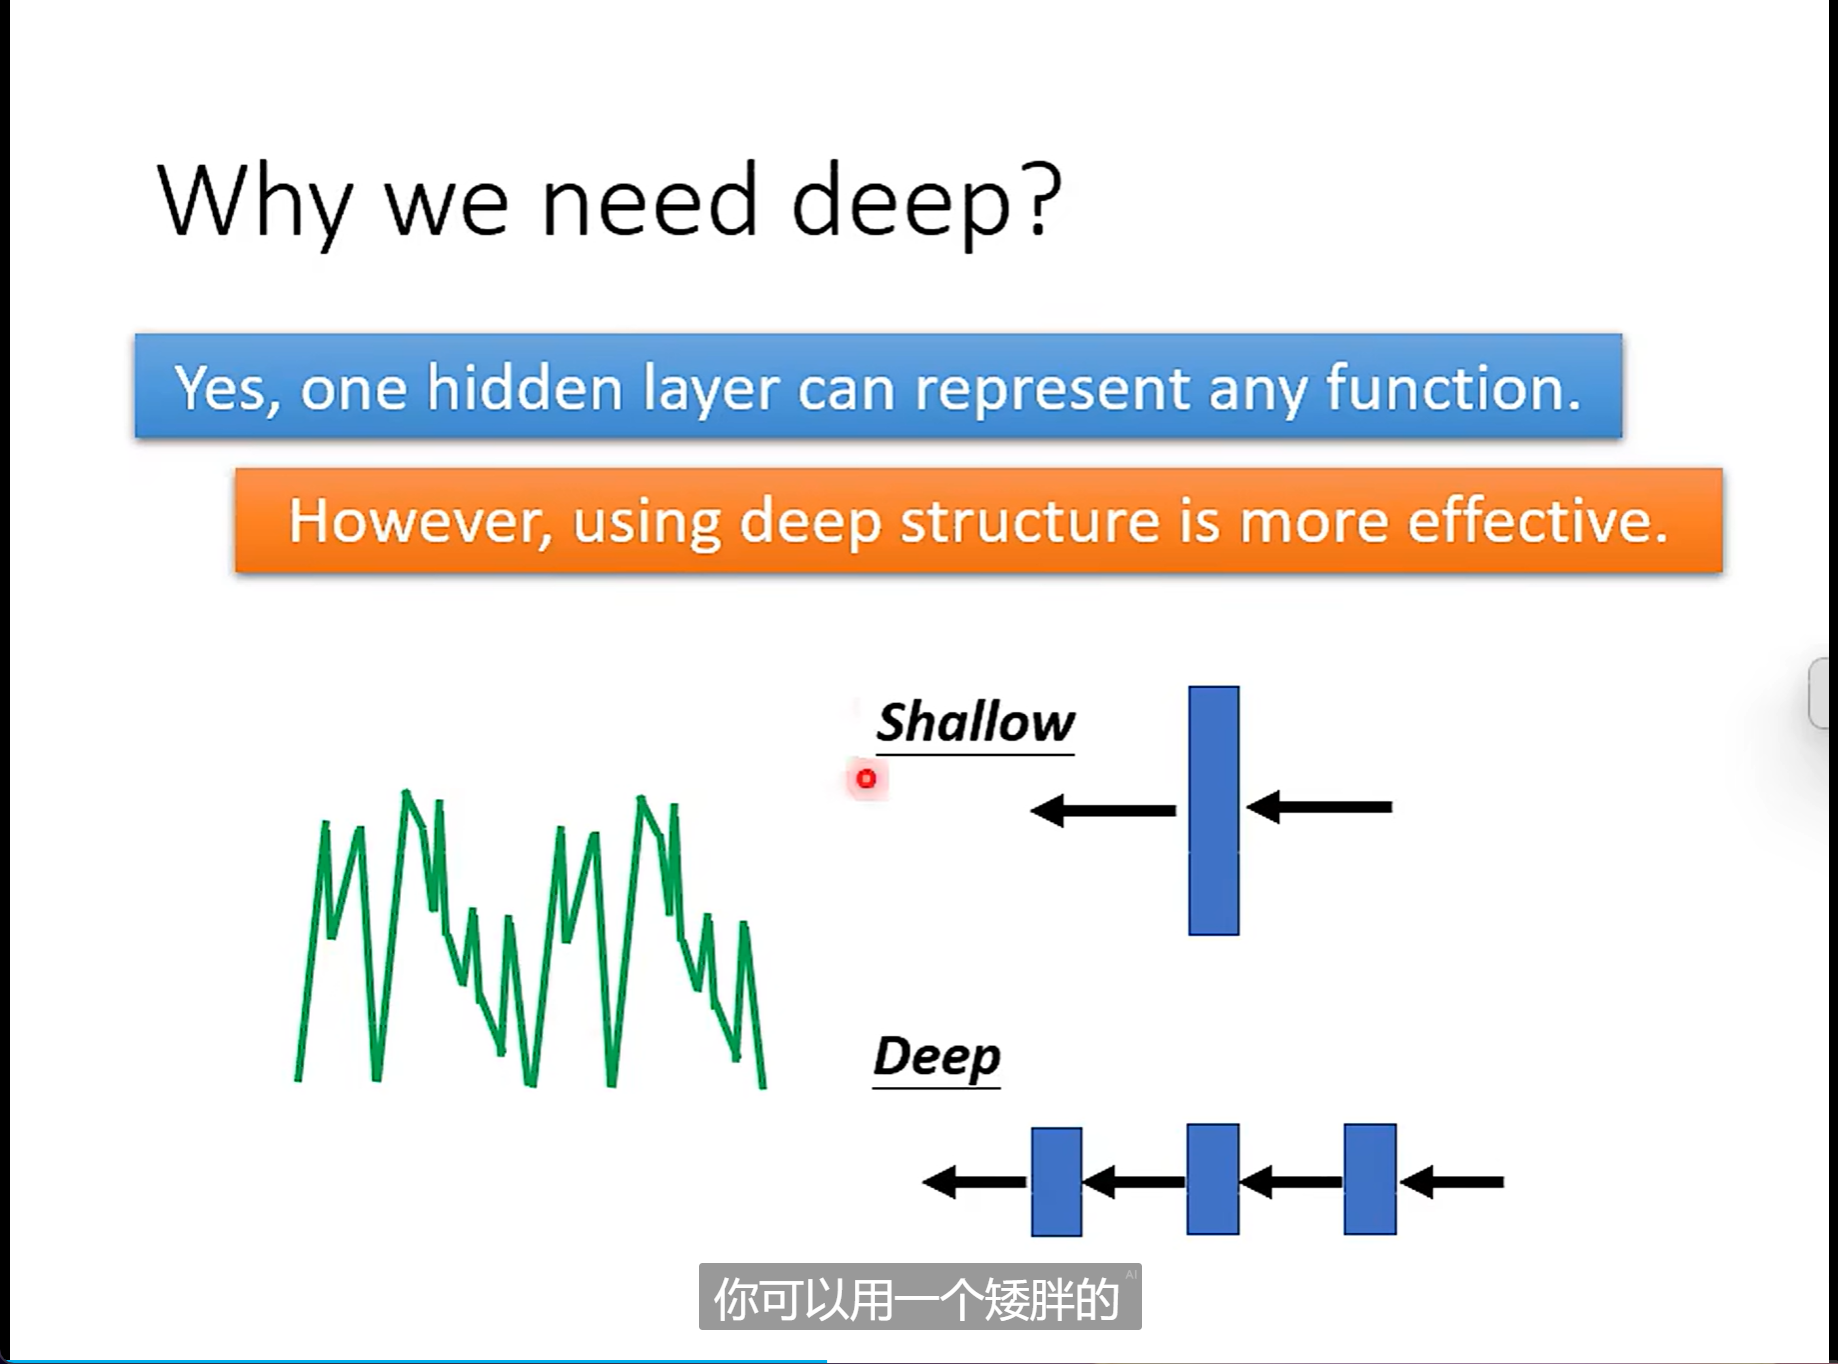 Why we need deep?
Yes, one hidden layer can represent any function.
However, using deep structure is more effective.
Shallow
Deep
你可以用一个矮胖的
AI